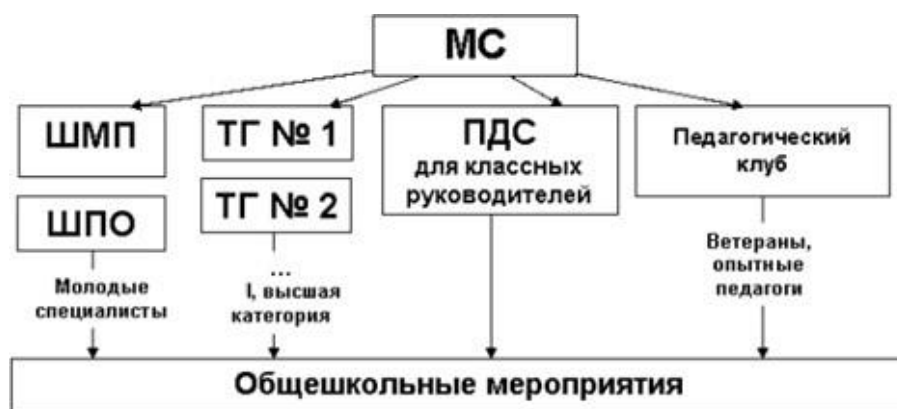 МС
ШМП
ШПО
Молодые
специалисты
ТГ № 1
ТГ № 2
...
I, высшая
категория
ПДС
для классных
руководителей
Педагогический
клуб
Ветераны,
опытные
педагоги
Общешкольные мероприятия